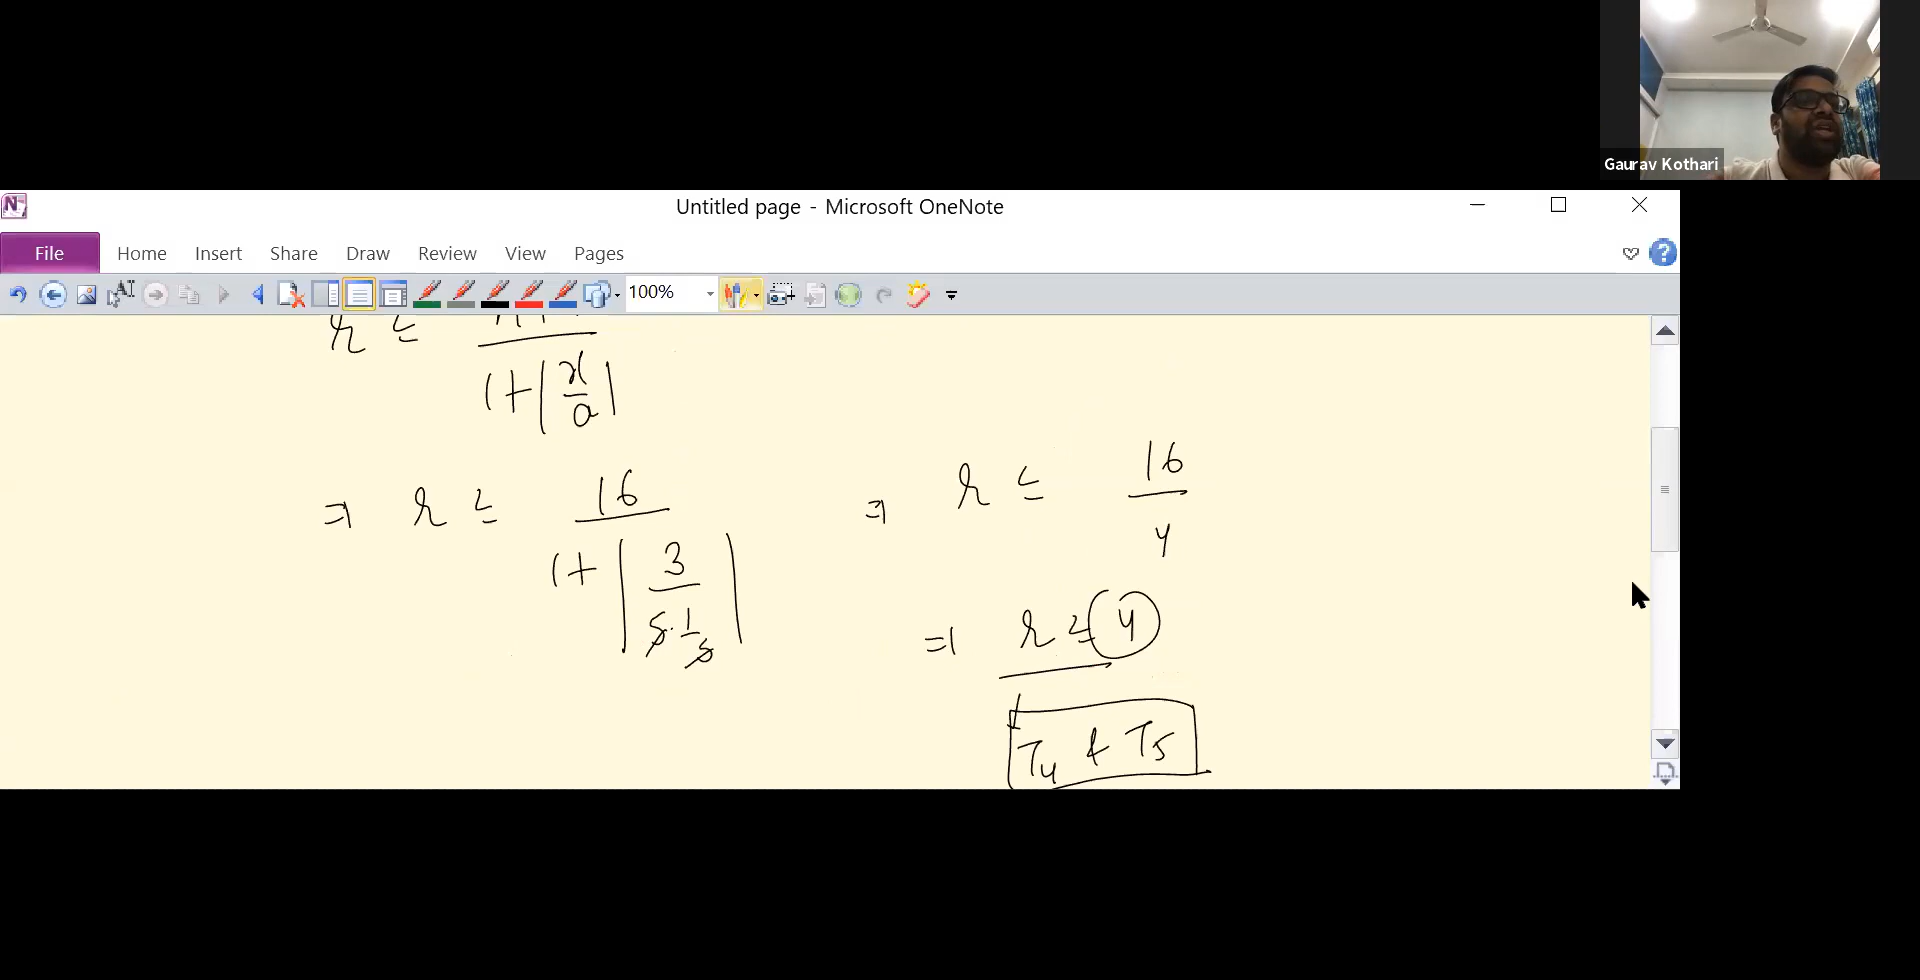 Gaurav Kothari
Untitled page - Microsoft OneNote
File Home Insert Share Draw Review View Pages
100%
r ≤
1+|x/a|
⇒ r ≤ 16/(1+|3/(5·1/5)|)
⇒ r ≤ 16/4
⇒ r ≤ 4
T4 & T5